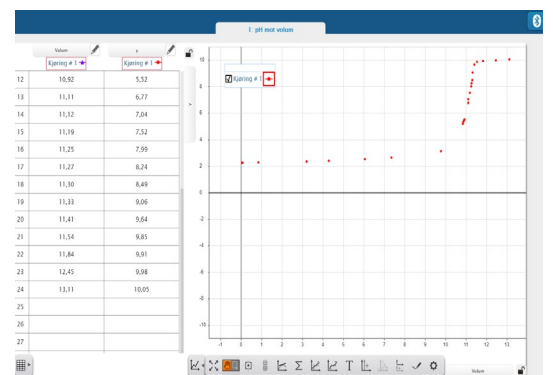 1: pH mot volum
Volum y
Kjøring # 1 Kjøring # 1
12 10,92 5,52
13 11,11 6,77
14 11,12 7,04
15 11,19 7,52
16 11,25 7,99
17 11,27 8,24
18 11,30 8,49
19 11,33 9,06
20 11,41 9,64
21 11,54 9,85
22 11,84 9,91
23 12,45 9,98
24 13,11 10,05
25
26
27
Kjøring # 1
10
8
6
4
2
0
-2
-4
-6
-8
-10
-1 0 1 2 3 4 5 6 7 8 9 10 11 12 13
Σ T
Volum